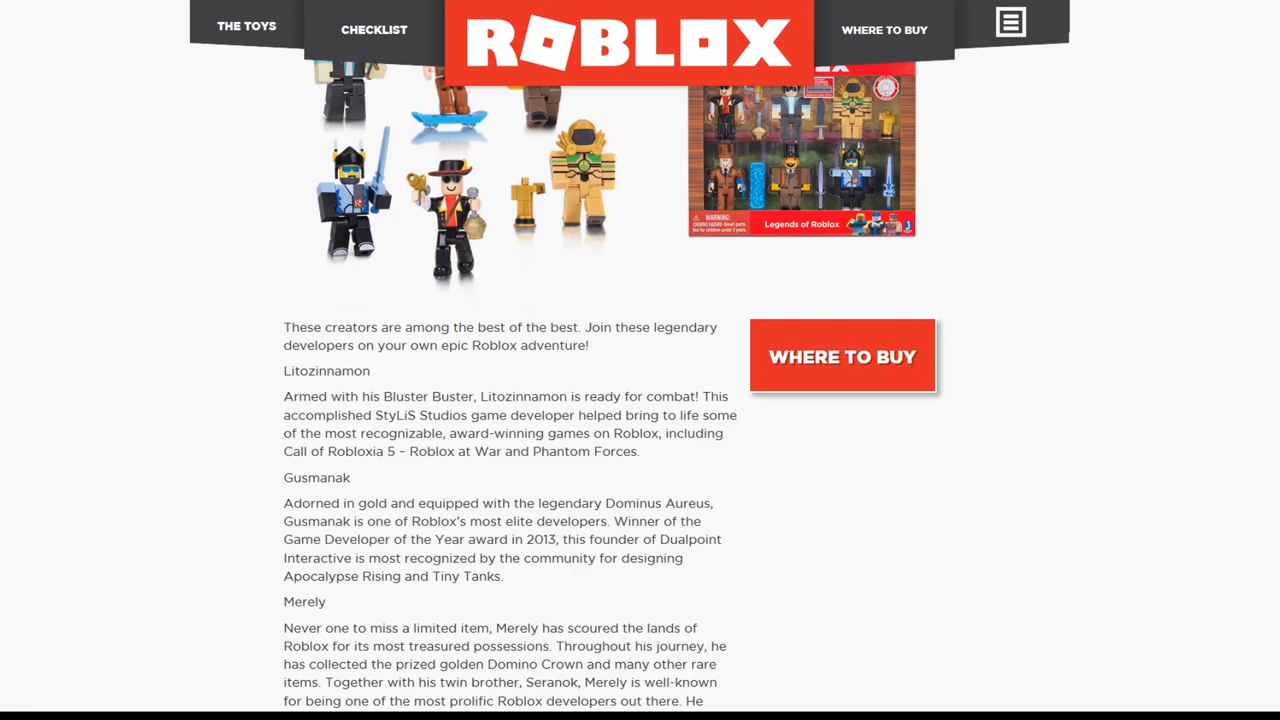 THE TOYS
CHECKLIST
ROBLOX
WHERE TO BUY
WARNING:
Legends of Roblox
These creators are among the best of the best. Join these legendary
developers on your own epic Roblox adventure!
WHERE TO BUY
Litozinnamon
Armed with his Bluster Buster, Litozinnamon is ready for combat! This
accomplished StyLiS Studios game developer helped bring to life some
of the most recognizable, award-winning games on Roblox, including
Call of Robloxia 5 – Roblox at War and Phantom Forces.
Gusmanak
Adorned in gold and equipped with the legendary Dominus Aureus,
Gusmanak is one of Roblox's most elite developers. Winner of the
Game Developer of the Year award in 2013, this founder of Dualpoint
Interactive is most recognized by the community for designing
Apocalypse Rising and Tiny Tanks.
Merely
Never one to miss a limited item, Merely has scoured the lands of
Roblox for its most treasured possessions. Throughout his journey, he
has collected the prized golden Domino Crown and many other rare
items. Together with his twin brother, Seranok, Merely is well-known
for being one of the most prolific Roblox developers out there. He